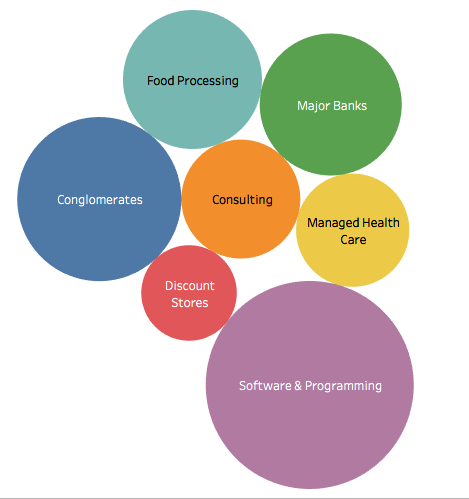 Food Processing
Major Banks
Conglomerates
Consulting
Managed Health
Care
Discount
Stores
Software & Programming